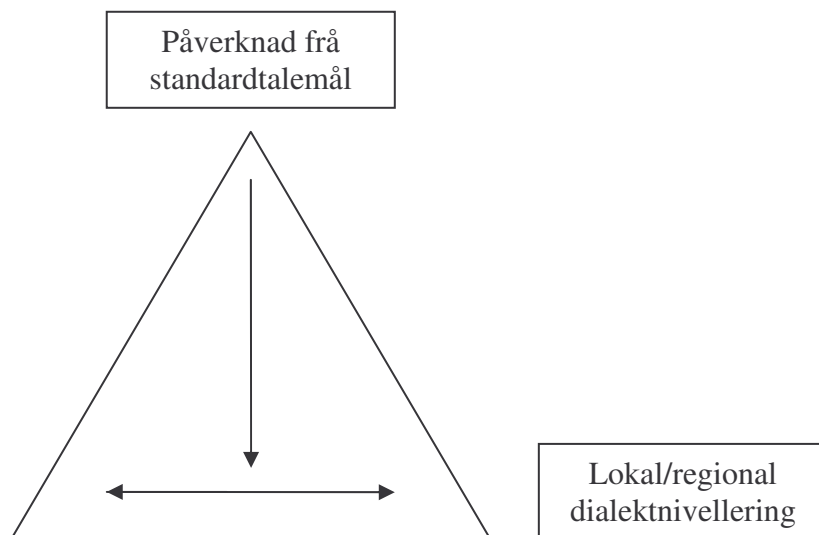 Påverknad frå
standardtalemål
Lokal/regional
dialektnivellering